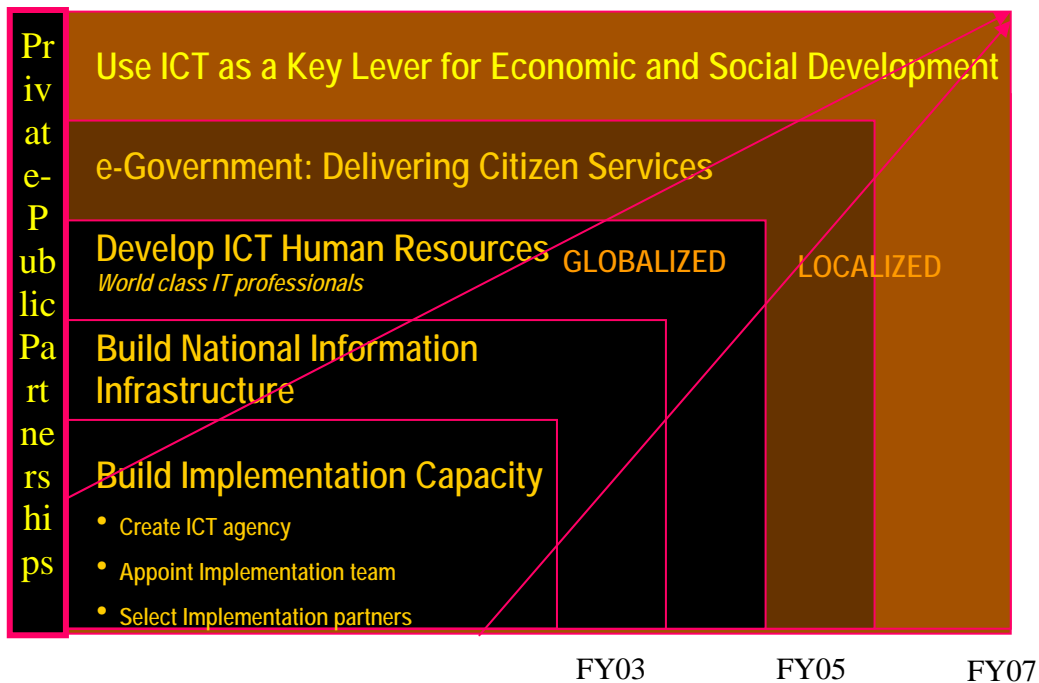 Pr
iv
at
e-
P
ub
lic
Pa
rt
ne
rs
hi
ps
Use ICT as a Key Lever for Economic and Social Development
e-Government: Delivering Citizen Services
Develop ICT Human Resources
World class IT professionals
GLOBALIZED
LOCALIZED
Build National Information
Infrastructure
Build Implementation Capacity
• Create ICT agency
• Appoint Implementation team
• Select Implementation partners
FY03
FY05
FY07